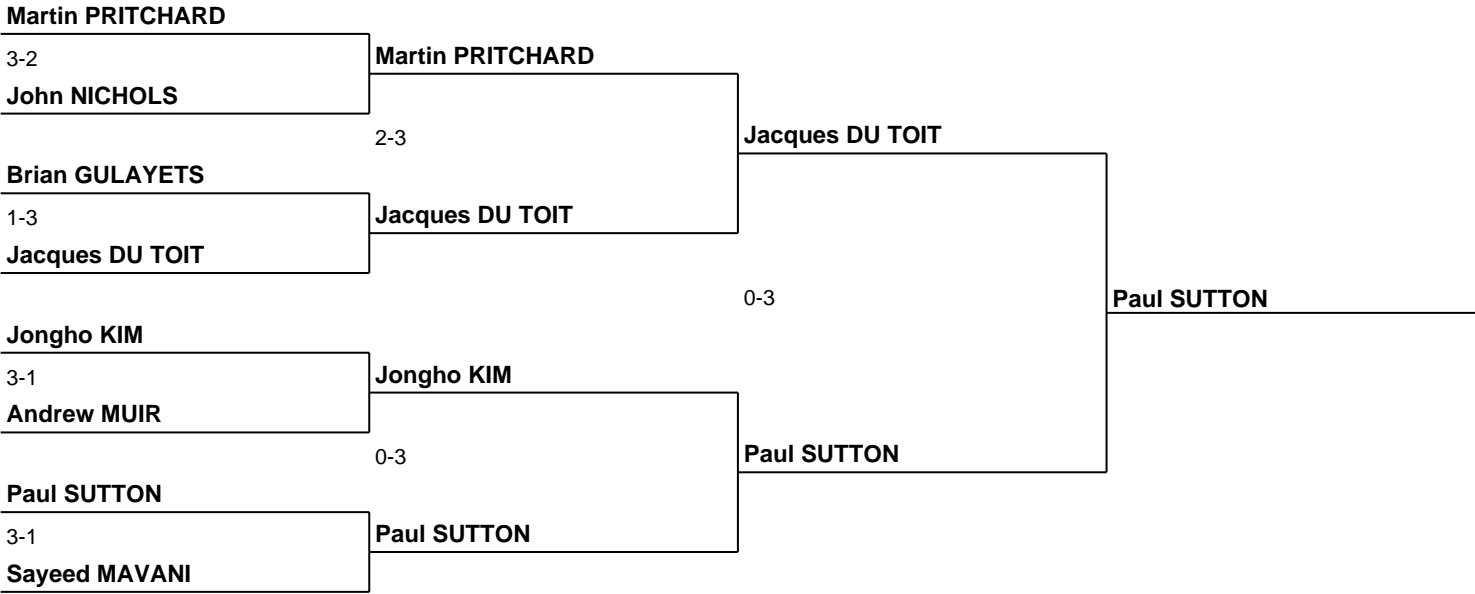 Martin PRITCHARD
3-2
Martin PRITCHARD
John NICHOLS
2-3
Jacques DU TOIT
Brian GULAYETS
1-3
Jacques DU TOIT
Jacques DU TOIT
0-3
Paul SUTTON
Jongho KIM
3-1
Jongho KIM
Andrew MUIR
0-3
Paul SUTTON
Paul SUTTON
3-1
Paul SUTTON
Sayeed MAVANI